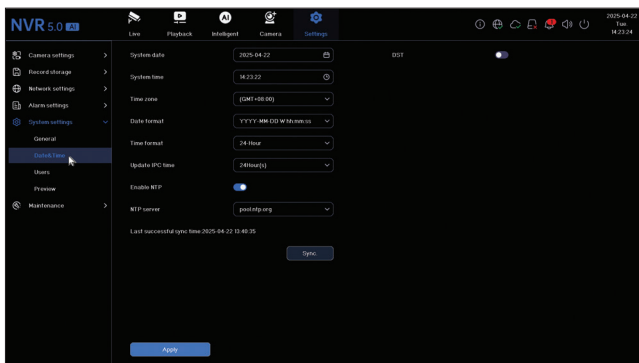 NVR 5.0 AI
Live
Playback
AI
Intelligent
Camera
Settings
2025-04-22
Tue.
14:23:24
Camera settings
Record storage
Network settings
Alarm settings
System settings
General
Date&Time
Users
Preview
Maintenance
System date 2025-04-22
DST
System time 14:23:22
Time zone (GMT+08:00)
Date format YYYY-MM-DD W hh:mm:ss
Time format 24-Hour
Update IPC time 24Hour(s)
Enable NTP
NTP server pool.ntp.org
Last successful sync time:2025-04-22 13:40:35
Sync
Apply